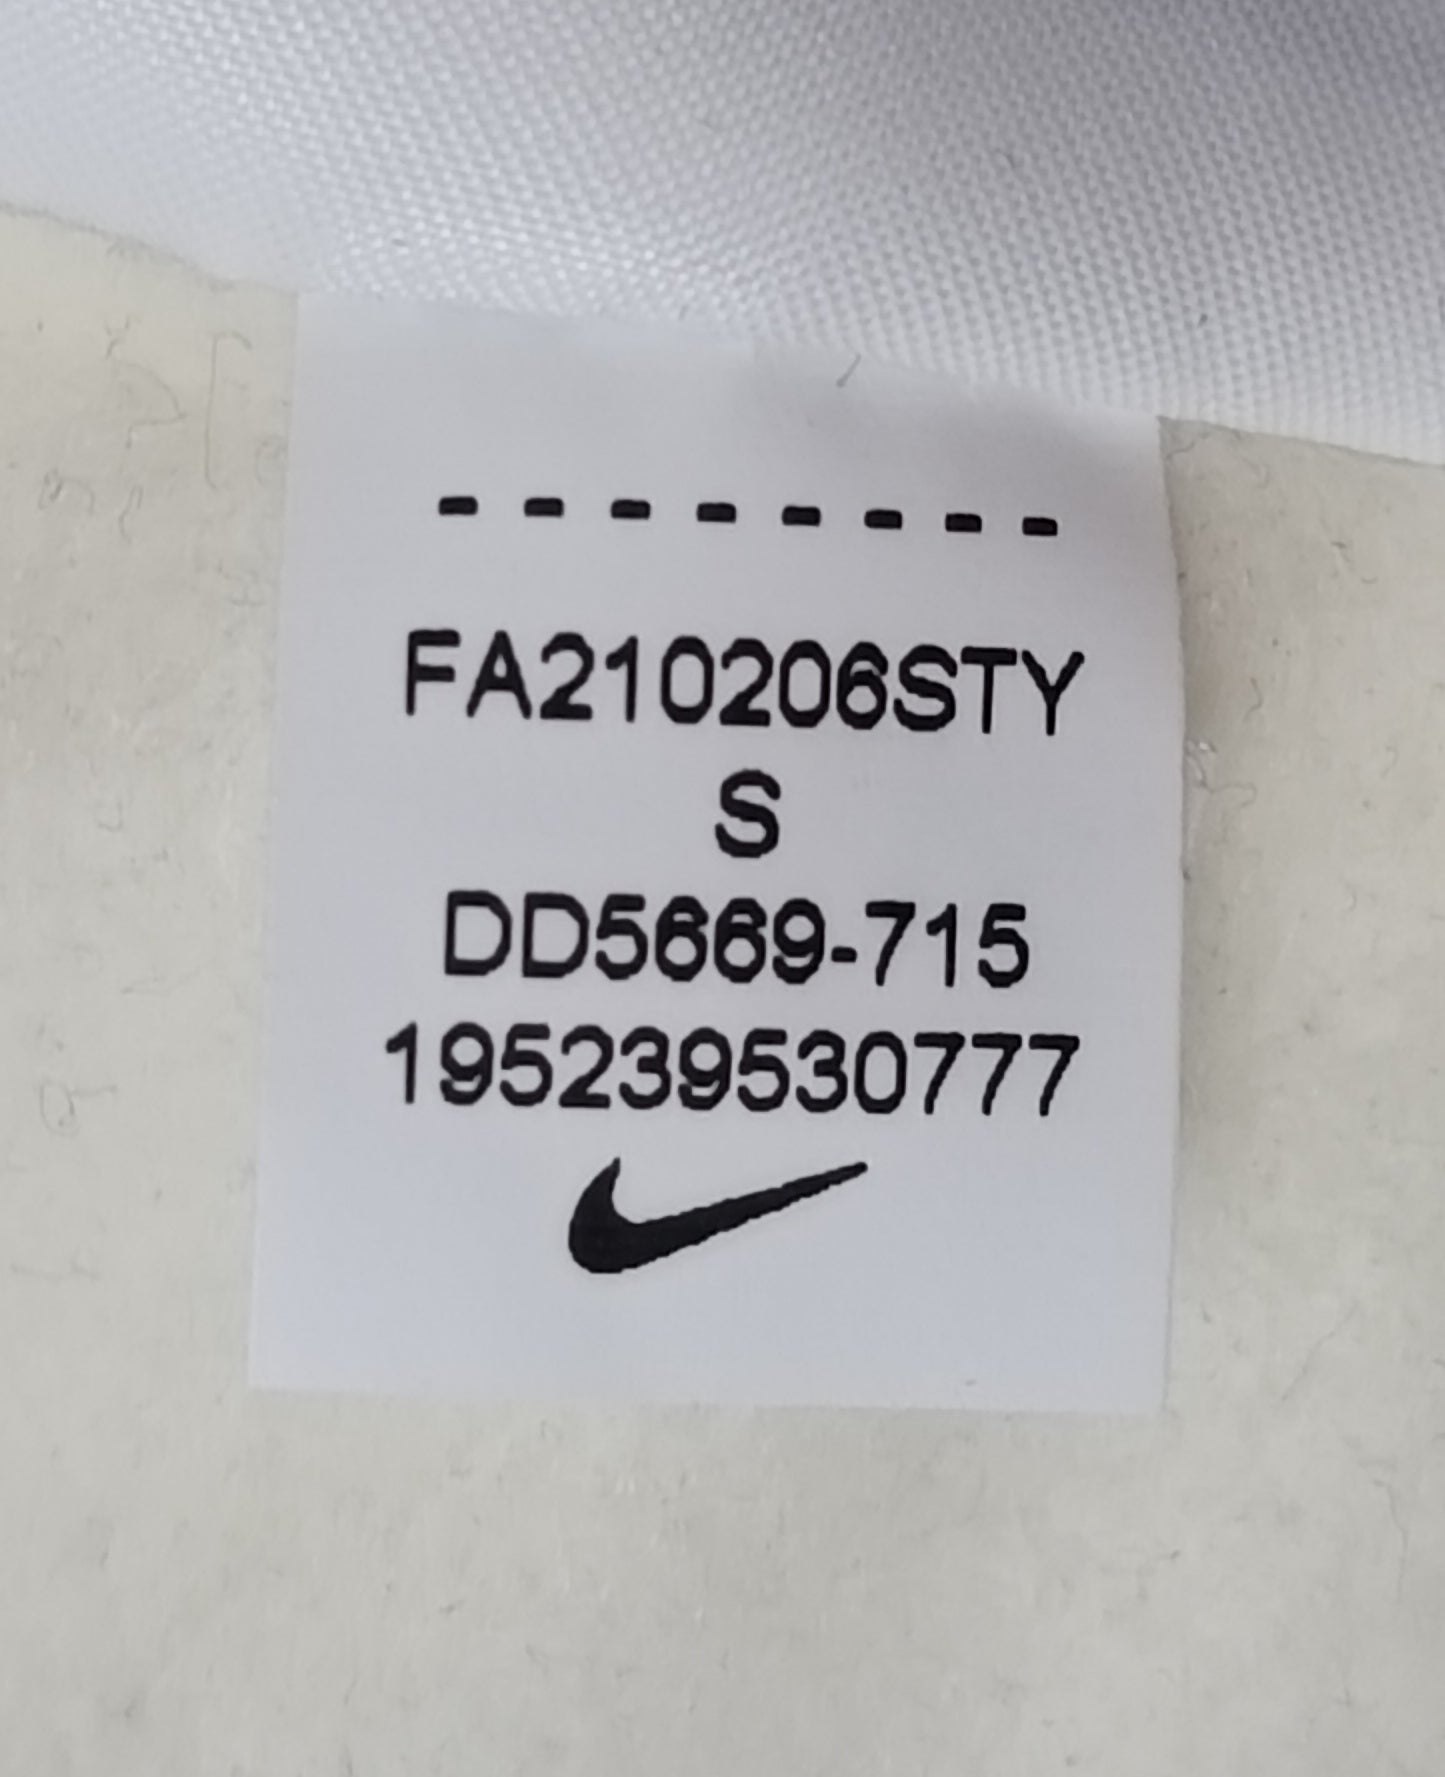 - - - - - - - -
FA210206STY
S
DD5669-715
195239530777